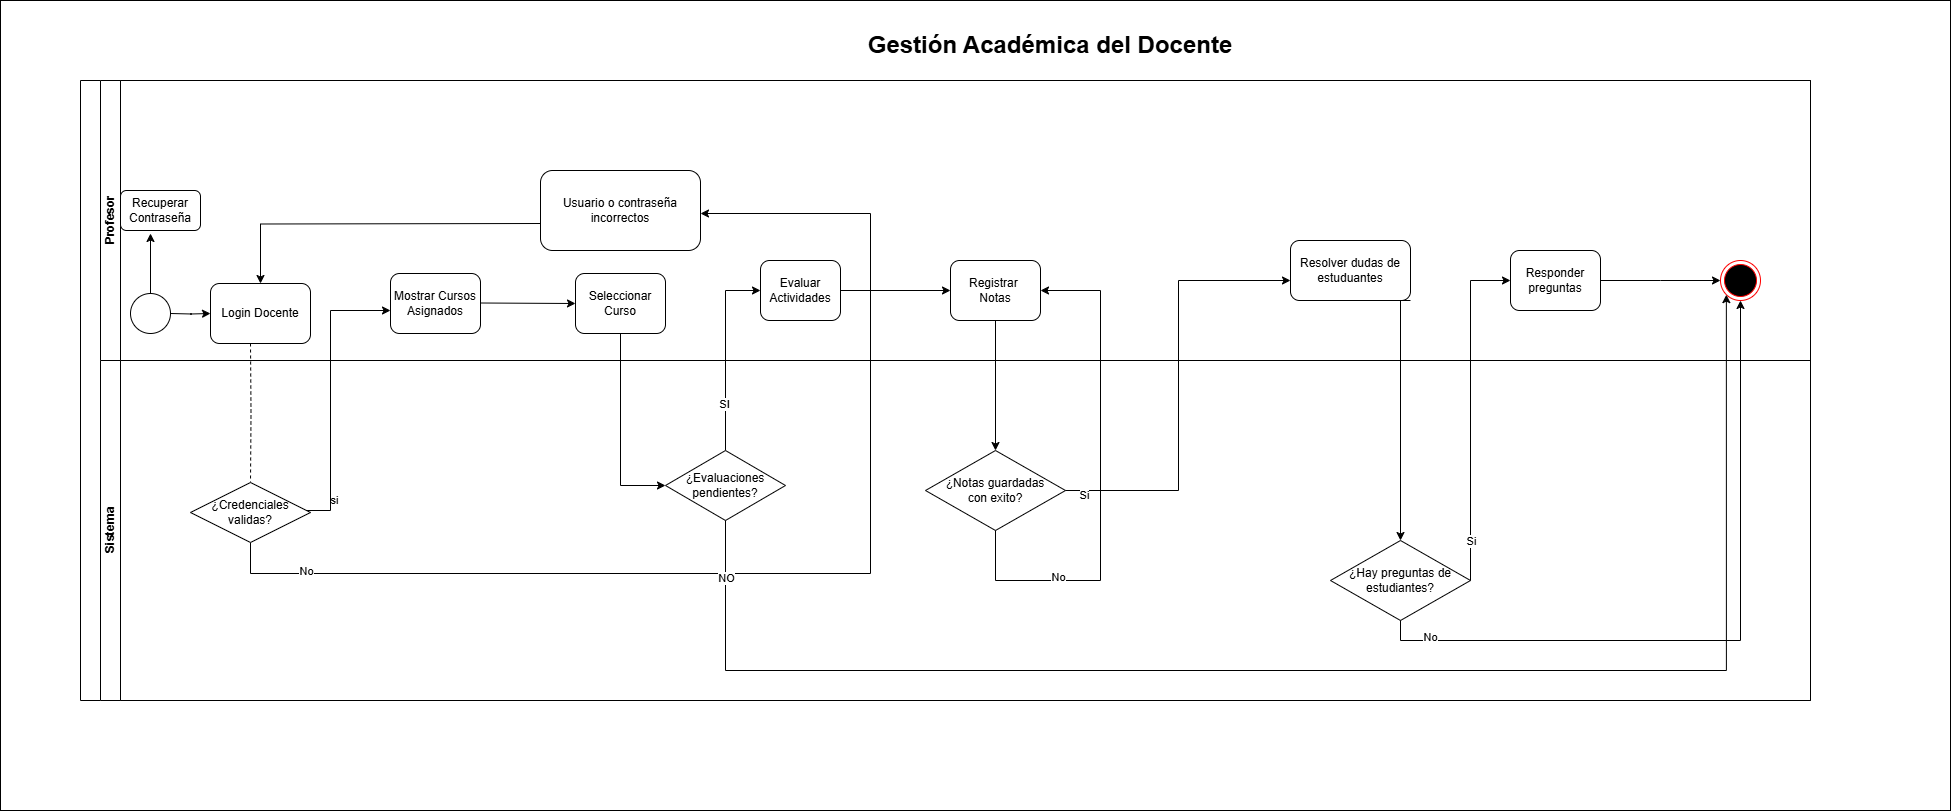 Gestión Académica del Docente
Profesor
Recuperar
Contraseña
Usuario o contraseña
incorrectos
Login Docente
Mostrar Cursos
Asignados
Seleccionar
Curso
Evaluar
Actividades
Registrar
Notas
Resolver dudas de
estuduantes
Responder
preguntas
Sistema
¿Credenciales
validas?
si
No
SI
¿Evaluaciones
pendientes?
NO
¿Notas guardadas
con exito?
Si
No
Si
¿Hay preguntas de
estudiantes?
No